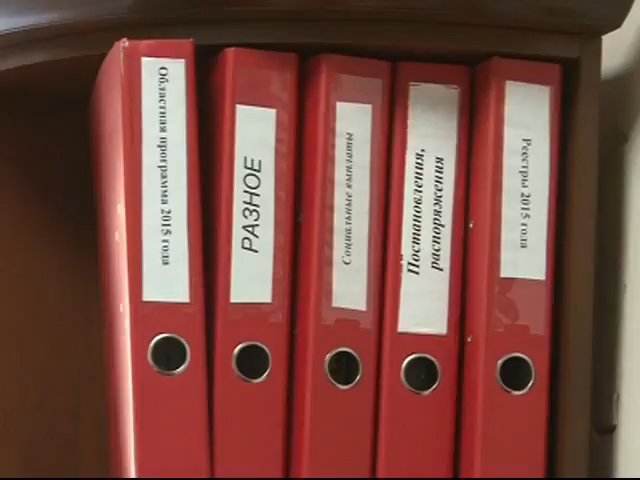 Областная программа 2015 года
РАЗНОЕ
Социальные выплаты
Постановления,
распоряжения
Реестры 2015 года